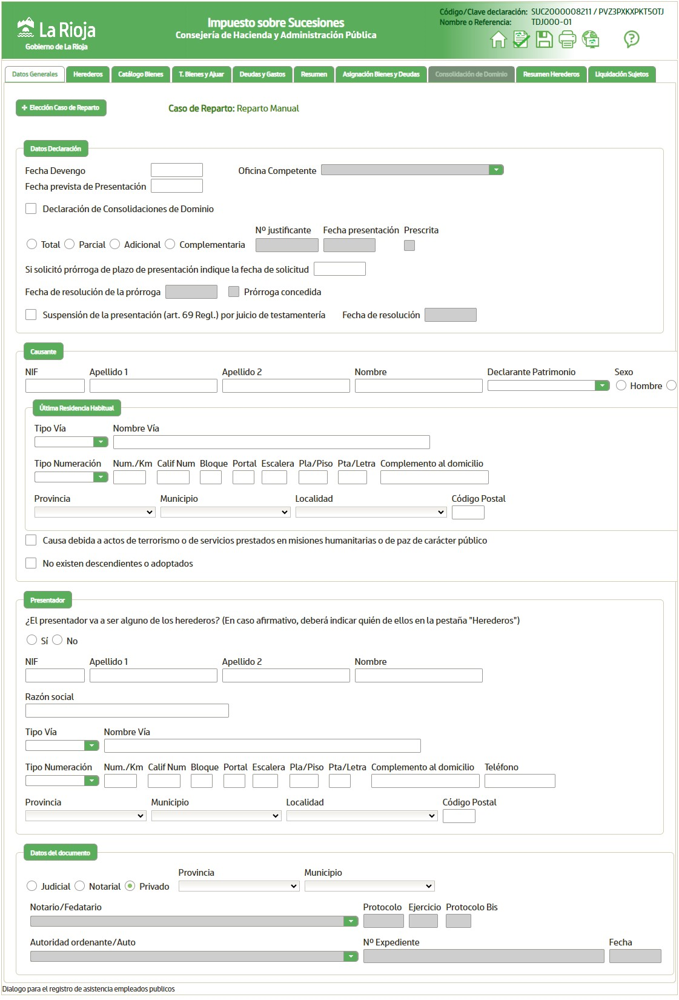 La Rioja
Gobierno de La Rioja
Impuesto sobre Sucesiones
Consejería de Hacienda y Administración Pública
Código/Clave declaración: SUC2000008211 / PVZ3PXKXPKT5OTJ
Nombre o Referencia: TDJ000-01
Datos Generales Herederos Catálogo Bienes T. Bienes y Ajuar Deudas y Gastos Resumen Asignación Bienes y Deudas Consolidación de Dominio Resumen Herederos Liquidación Sujetos
+ Elección Caso de Reparto Caso de Reparto: Reparto Manual
Datos Declaración
Fecha Devengo Oficina Competente
Fecha prevista de Presentación
Declaración de Consolidaciones de Dominio
Nº justificante Fecha presentación Prescrita
Total Parcial Adicional Complementaria
Si solicitó prórroga de plazo de presentación indique la fecha de solicitud
Fecha de resolución de la prórroga Prórroga concedida
Suspensión de la presentación (art. 69 Regl.) por juicio de testamentería Fecha de resolución
Causante
NIF Apellido 1 Apellido 2 Nombre Declarante Patrimonio Sexo
Hombre
Última Residencia Habitual
Tipo Vía Nombre Vía
Tipo Numeración Num./Km Calif Num Bloque Portal Escalera Pla/Piso Pta/Letra Complemento al domicilio
Provincia Municipio Localidad Código Postal
Causa debida a actos de terrorismo o de servicios prestados en misiones humanitarias o de paz de carácter público
No existen descendientes o adoptados
Presentador
¿El presentador va a ser alguno de los herederos? (En caso afirmativo, deberá indicar quién de ellos en la pestaña "Herederos")
Sí No
NIF Apellido 1 Apellido 2 Nombre
Razón social
Tipo Vía Nombre Vía
Tipo Numeración Num./Km Calif Num Bloque Portal Escalera Pla/Piso Pta/Letra Complemento al domicilio Teléfono
Provincia Municipio Localidad Código Postal
Datos del documento
Provincia Municipio
Judicial Notarial Privado
Notario/Fedatario Protocolo Ejercicio Protocolo Bis
Autoridad ordenante/Auto Nº Expediente Fecha
Dialogo para el registro de asistencia empleados publicos